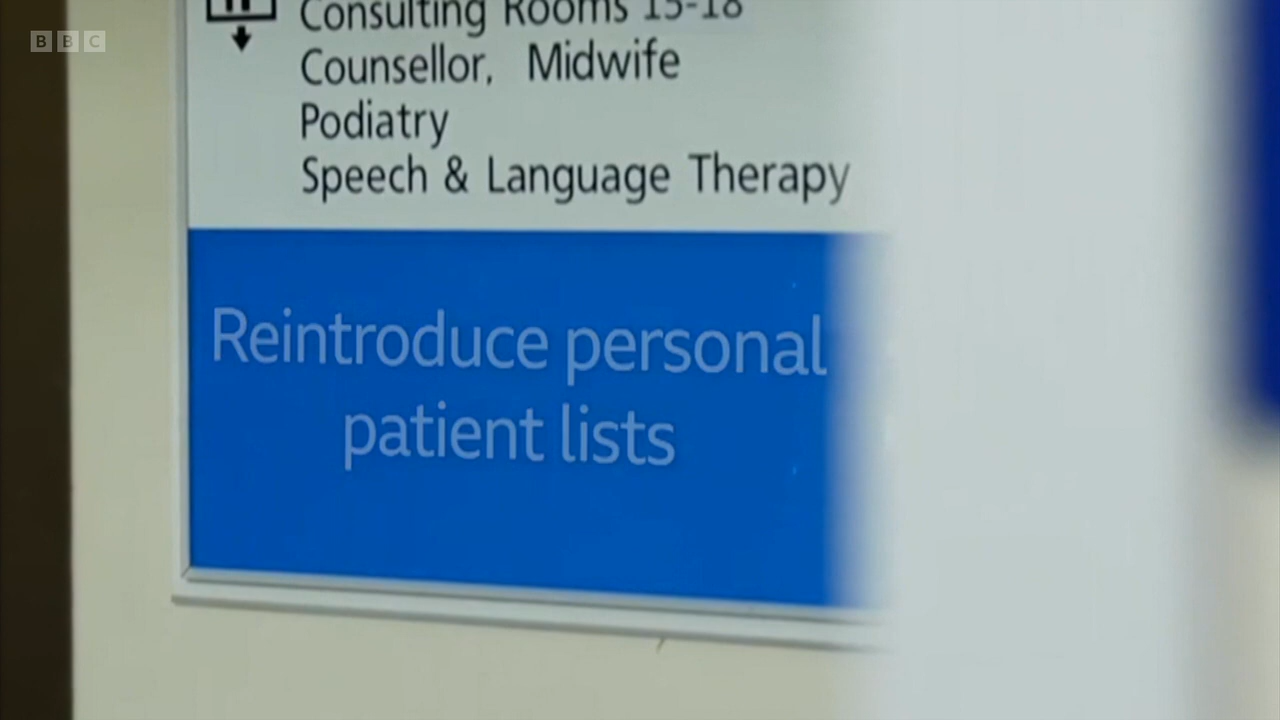 BBC
Consulting Rooms 15-18
Counsellor, Midwife
Podiatry
Speech & Language Therapy
Reintroduce personal
patient lists